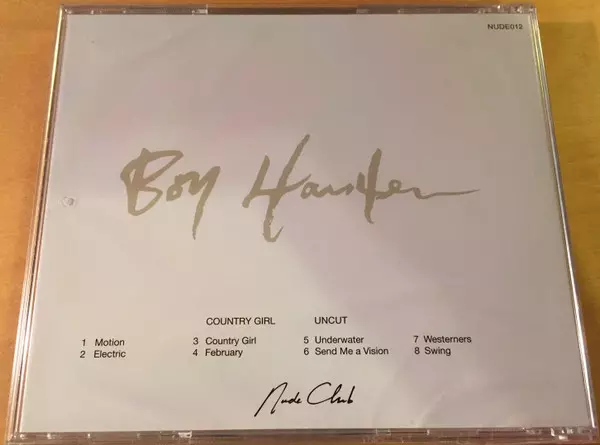 NUDE012
Boy Harsher
COUNTRY GIRL UNCUT
1 Motion
2 Electric
3 Country Girl
4 February
5 Underwater
6 Send Me a Vision
7 Westerners
8 Swing
Nude Club